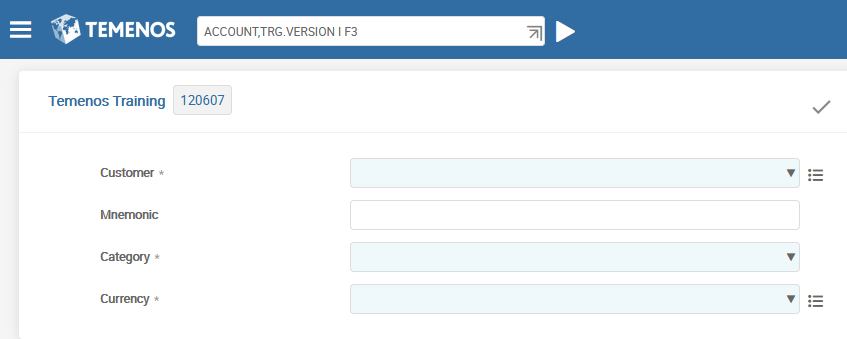 TEMENOS
ACCOUNT,TRG.VERSION I F3
Temenos Training 120607
Customer *
Mnemonic
Category *
Currency *